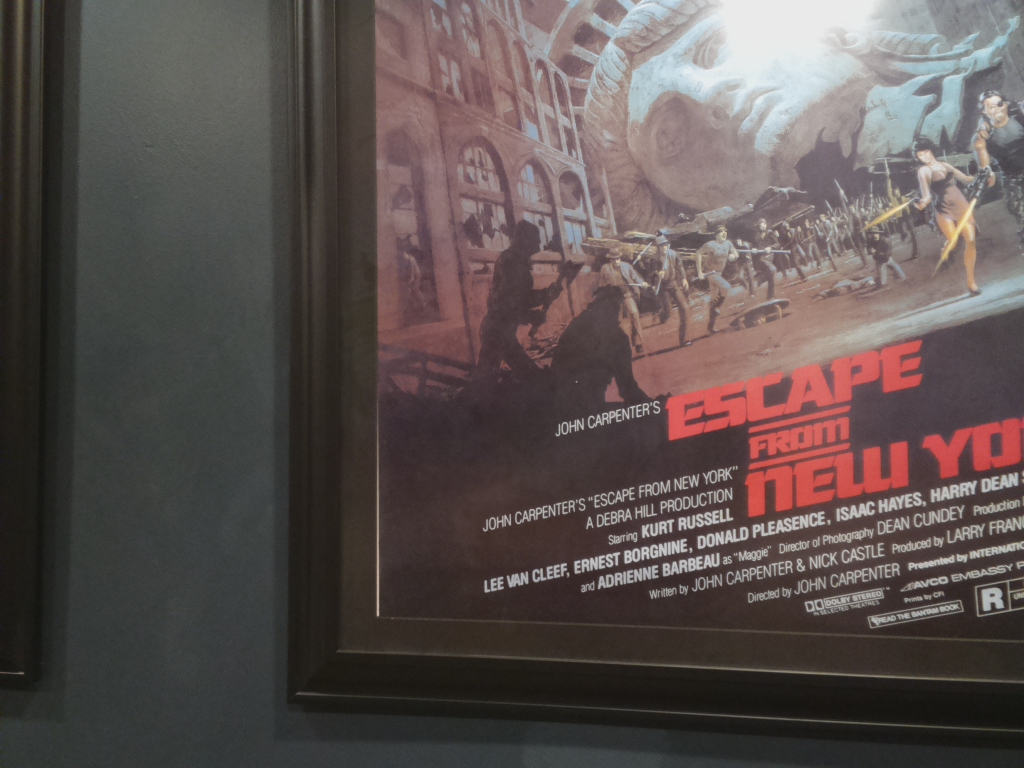 JOHN CARPENTER'S ESCAPE
FROM
NEW YO
JOHN CARPENTER'S "ESCAPE FROM NEW YORK"
A DEBRA HILL PRODUCTION
Starring KURT RUSSELL
LEE VAN CLEEF, ERNEST BORGNINE, DONALD PLEASENCE, ISAAC HAYES, HARRY DEAN
and ADRIENNE BARBEAU as "Maggie" Director of Photography DEAN CUNDEY Production
Written by JOHN CARPENTER & NICK CASTLE Produced by LARRY FRAN
Directed by JOHN CARPENTER Presented by INTERNATIO
DOLBY STEREO™ AVCO EMBASSY P
IN SELECTED THEATRES Prints by CFI
READ THE BANTAM BOOK R